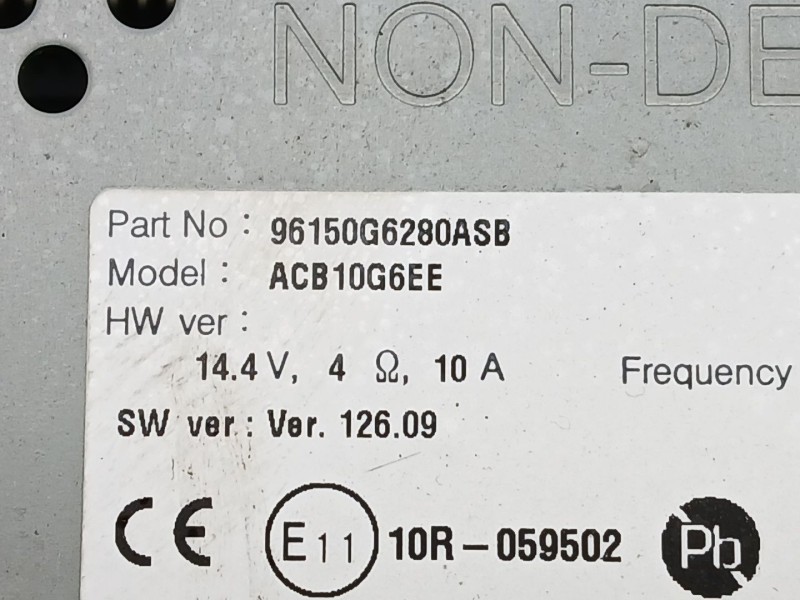 NON-DE
Part No : 96150G6280ASB
Model : ACB10G6EE
HW ver :
14.4 V, 4 Ω, 10 A Frequency
SW ver : Ver. 126.09
CE E11 10R-059502 Pb